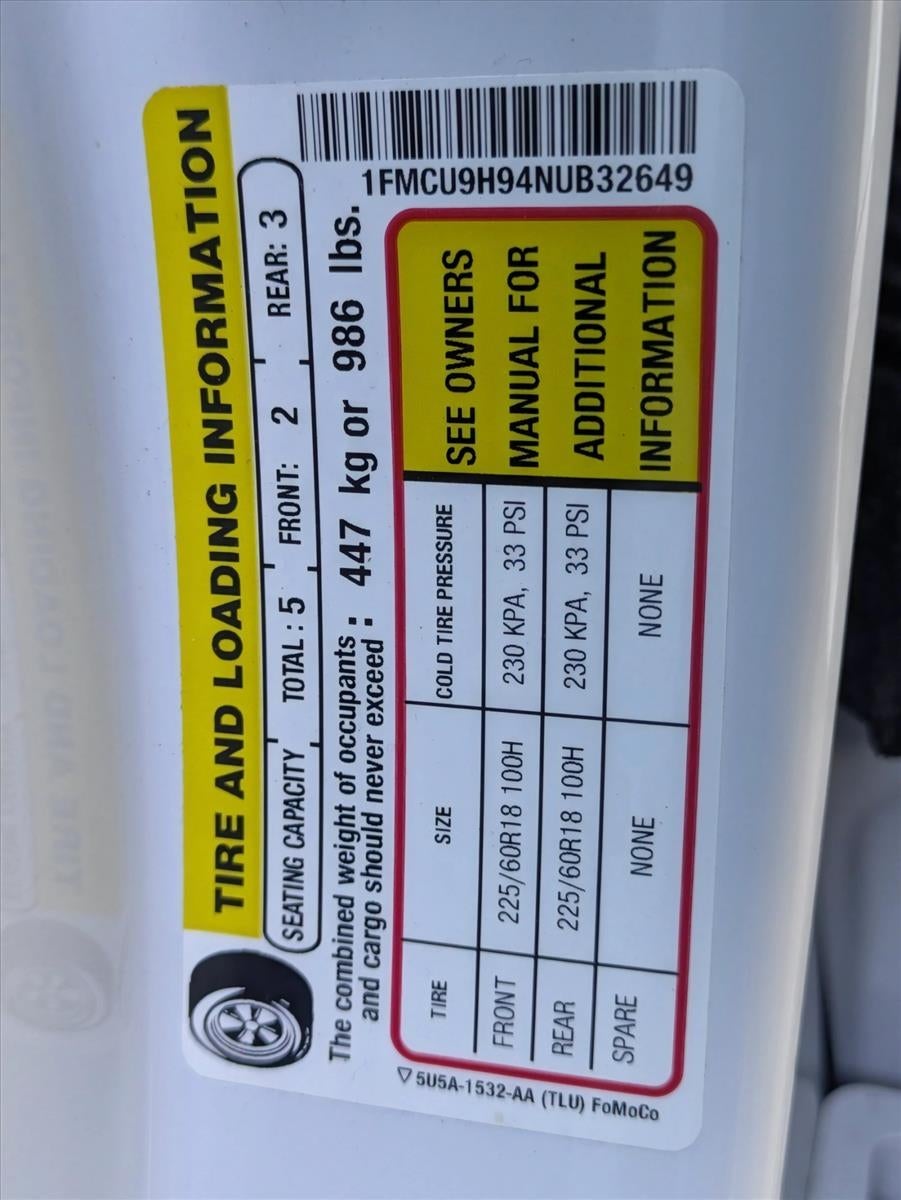 TIRE AND LOADING INFORMATION
SEATING CAPACITY TOTAL : 5 FRONT: 2 REAR: 3
The combined weight of occupants
and cargo should never exceed : 447 kg or 986 lbs.
1FMCU9H94NUB32649
TIRE SIZE COLD TIRE PRESSURE
FRONT 225/60R18 100H 230 KPA, 33 PSI
REAR 225/60R18 100H 230 KPA, 33 PSI
SPARE NONE NONE
SEE OWNERS
MANUAL FOR
ADDITIONAL
INFORMATION
5U5A-1532-AA (TLU) FoMoCo